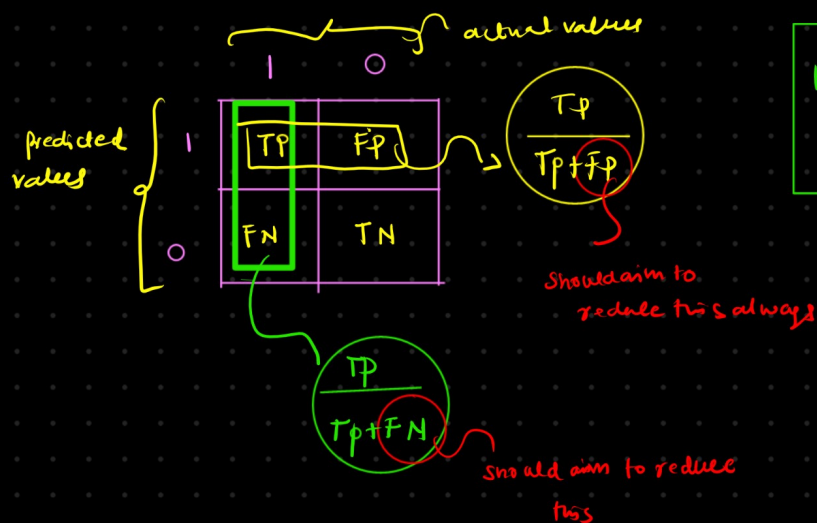 actual values
1 0
predicted
values
1 TP FP
0 FN TN
TP
TP+FP
should aim to
reduce this always
TP
TP+FN
should aim to reduce
this